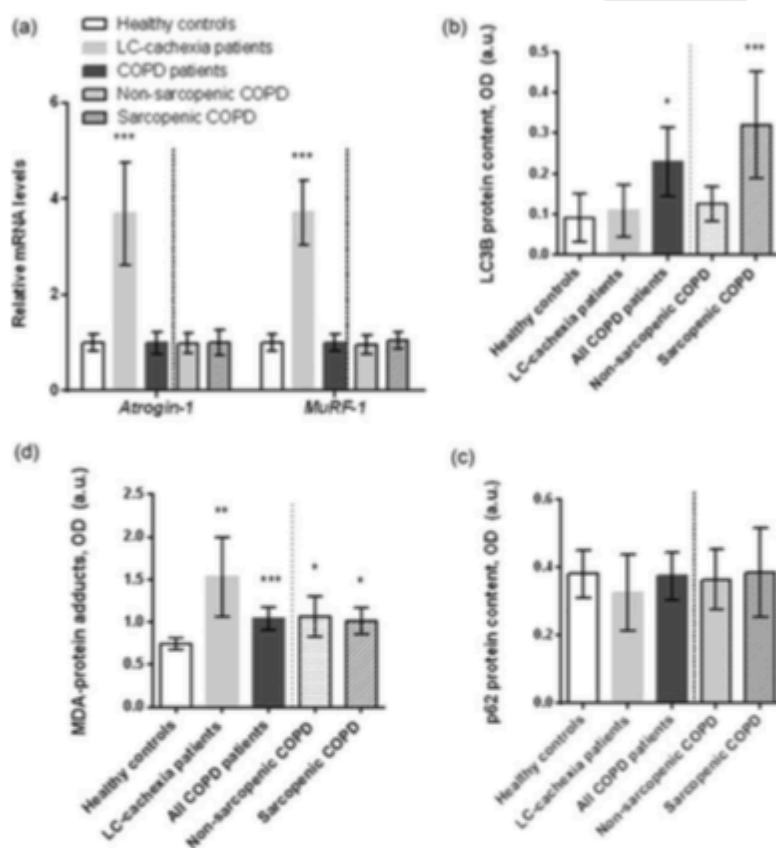 (a)
Healthy controls
LC-cachexia patients
COPD patients
Non-sarcopenic COPD
Sarcopenic COPD
Relative mRNA levels
6
4
2
0
***
***
Atrogin-1
MuRF-1
(b)
LC3B protein content, OD (a.u.)
0.5
0.4
0.3
0.2
0.1
0.0
*
***
Healthy controls
LC-cachexia patients
All COPD patients
Non-sarcopenic COPD
Sarcopenic COPD
(d)
MDA-protein adducts, OD (a.u.)
2.5
2.0
1.5
1.0
0.5
0.0
**
***
*
*
Healthy controls
LC-cachexia patients
All COPD patients
Non-sarcopenic COPD
Sarcopenic COPD
(c)
p62 protein content, OD (a.u.)
0.6
0.4
0.2
0.0
Healthy controls
LC-cachexia patients
All COPD patients
Non-sarcopenic COPD
Sarcopenic COPD